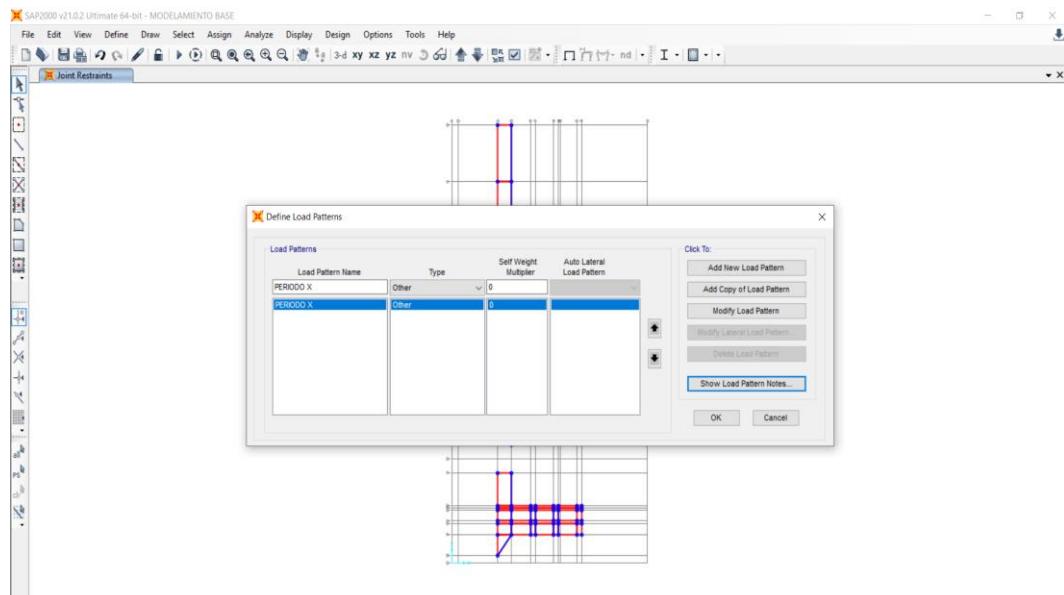 SAP2000 v21.0.2 Ultimate 64-bit - MODELAMIENTO BASE
File Edit View Define Draw Select Assign Analyze Display Design Options Tools Help
3-d xy xz yz nv nd
Joint Restraints
Define Load Patterns
Load Patterns
Click To:
Load Pattern Name Type Self Weight Multiplier Auto Lateral Load Pattern
PERIODO X Other 0
PERIODO X Other 0
Add New Load Pattern
Add Copy of Load Pattern
Modify Load Pattern
Modify Lateral Load Pattern...
Delete Load Pattern
Show Load Pattern Notes...
OK Cancel
all
PS